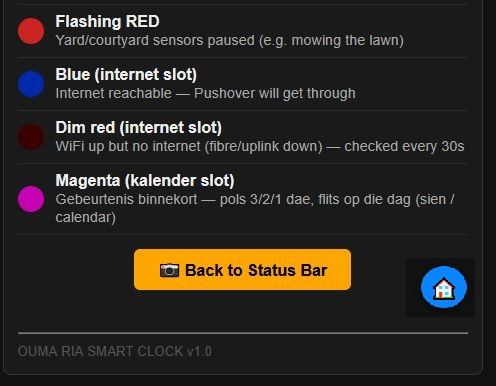 Flashing RED
Yard/courtyard sensors paused (e.g. mowing the lawn)
Blue (internet slot)
Internet reachable — Pushover will get through
Dim red (internet slot)
WiFi up but no internet (fibre/uplink down) — checked every 30s
Magenta (kalender slot)
Gebeurtenis binnekort — pols 3/2/1 dae, flits op die dag (sien /
calendar)
Back to Status Bar
OUMA RIA SMART CLOCK v1.0